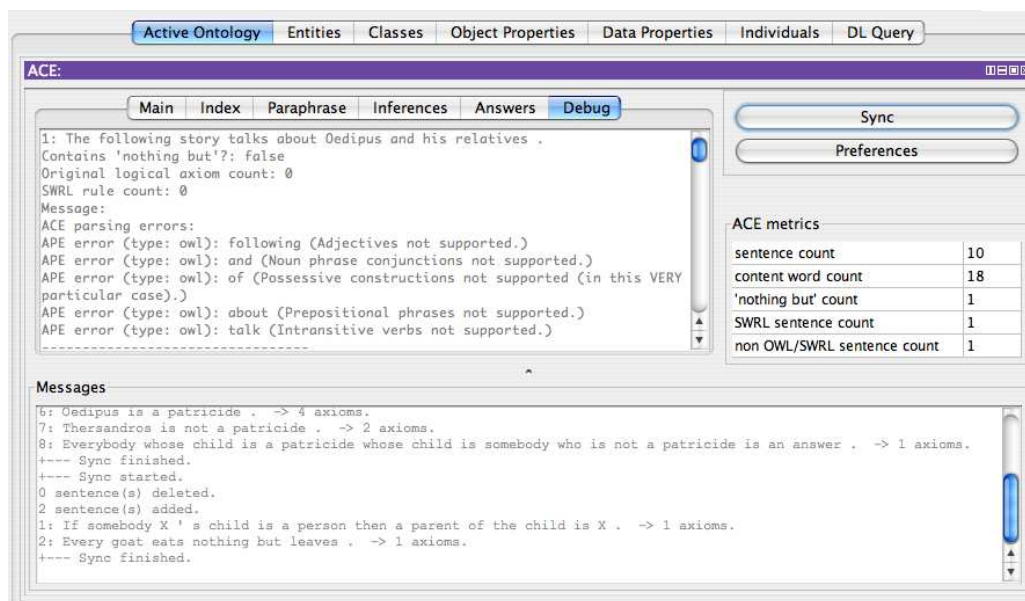 Active Ontology Entities Classes Object Properties Data Properties Individuals DL Query
ACE:
Main Index Paraphrase Inferences Answers Debug
1: The following story talks about Oedipus and his relatives .
Contains 'nothing but'?: false
Original logical axiom count: 0
SWRL rule count: 0
Message:
ACE parsing errors:
APE error (type: owl): following (Adjectives not supported.)
APE error (type: owl): and (Noun phrase conjunctions not supported.)
APE error (type: owl): of (Possessive constructions not supported (in this VERY
particular case).)
APE error (type: owl): about (Prepositional phrases not supported.)
APE error (type: owl): talk (Intransitive verbs not supported.)
---------------------------------
Sync
Preferences
ACE metrics
sentence count 10
content word count 18
'nothing but' count 1
SWRL sentence count 1
non OWL/SWRL sentence count 1
Messages
6: Oedipus is a patricide . -> 4 axioms.
7: Thersandros is not a patricide . -> 2 axioms.
8: Everybody whose child is a patricide whose child is somebody who is not a patricide is an answer . -> 1 axioms.
+--- Sync finished.
+--- Sync started.
0 sentence(s) deleted.
2 sentence(s) added.
1: If somebody X ' s child is a person then a parent of the child is X . -> 1 axioms.
2: Every goat eats nothing but leaves . -> 1 axioms.
+--- Sync finished.